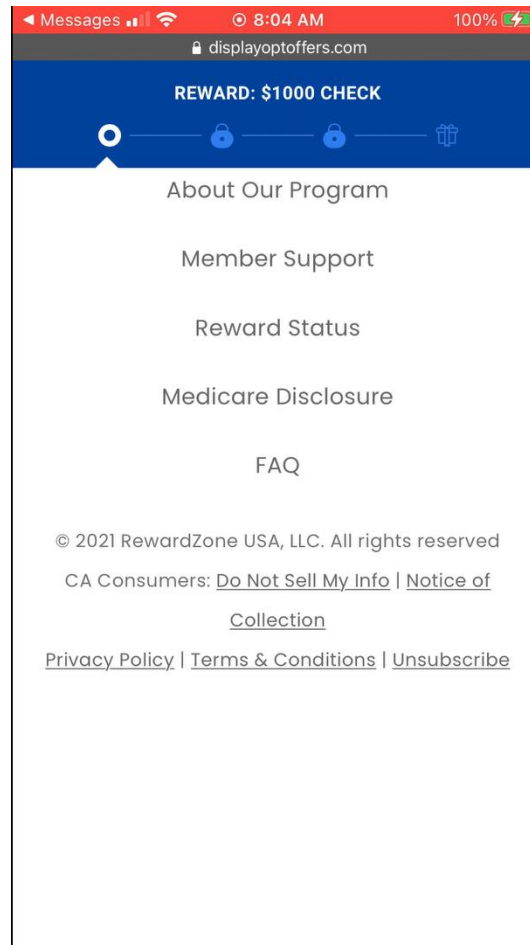 Messages 8:04 AM 100%
displayoptoffers.com
REWARD: $1000 CHECK
About Our Program
Member Support
Reward Status
Medicare Disclosure
FAQ
© 2021 RewardZone USA, LLC. All rights reserved
CA Consumers: Do Not Sell My Info | Notice of
Collection
Privacy Policy | Terms & Conditions | Unsubscribe